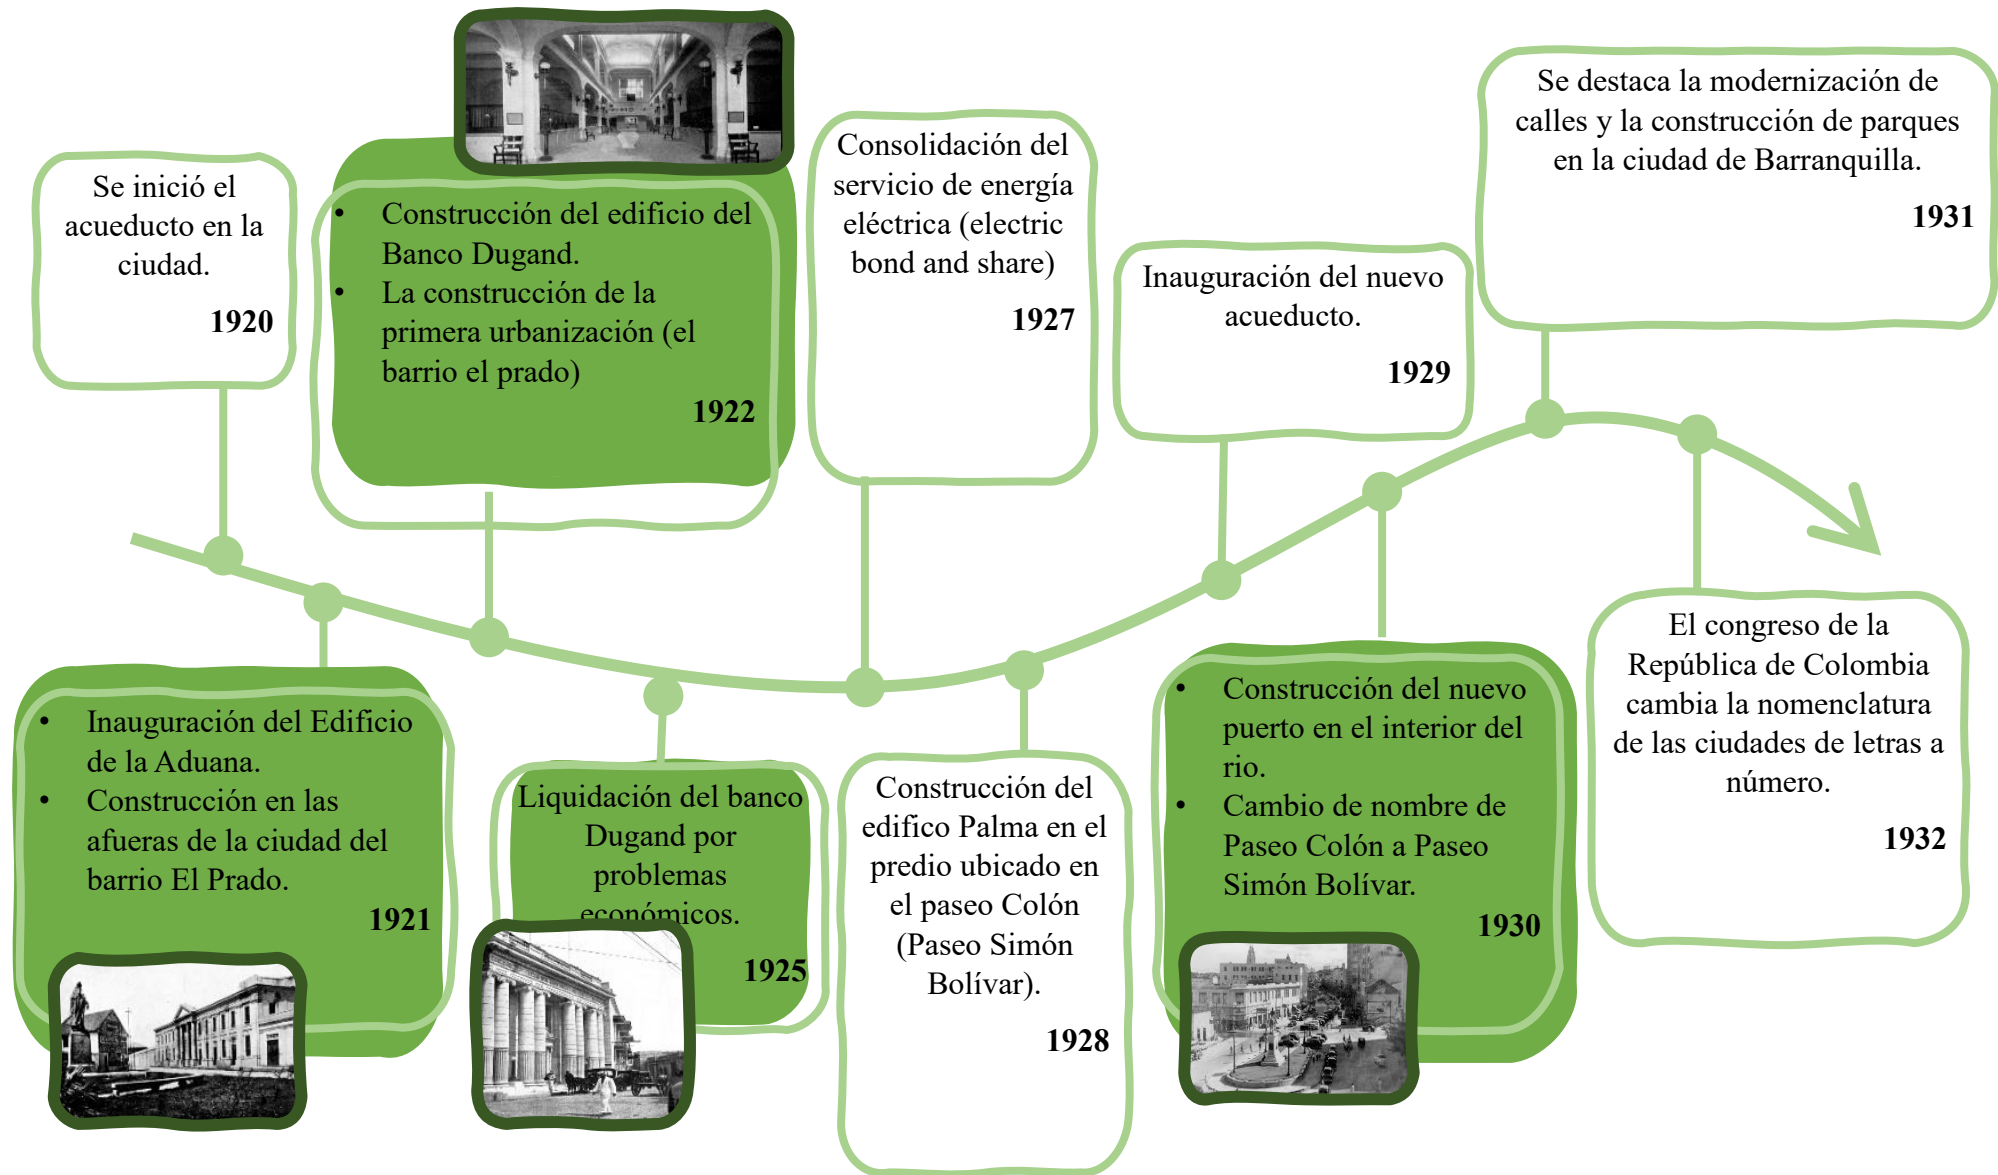 Se inició el
acueducto en la
ciudad.
1920
• Inauguración del Edificio
de la Aduana.
• Construcción en las
afueras de la ciudad del
barrio El Prado.
1921
• Construcción del edificio del
Banco Dugand.
• La construcción de la
primera urbanización (el
barrio el prado)
1922
Liquidación del banco
Dugand por
problemas
económicos.
1925
Consolidación del
servicio de energía
eléctrica (electric
bond and share)
1927
Construcción del
edifico Palma en el
predio ubicado en
el paseo Colón
(Paseo Simón
Bolívar).
1928
Inauguración del nuevo
acueducto.
1929
• Construcción del nuevo
puerto en el interior del
rio.
• Cambio de nombre de
Paseo Colón a Paseo
Simón Bolívar.
1930
Se destaca la modernización de
calles y la construcción de parques
en la ciudad de Barranquilla.
1931
El congreso de la
República de Colombia
cambia la nomenclatura
de las ciudades de letras a
número.
1932